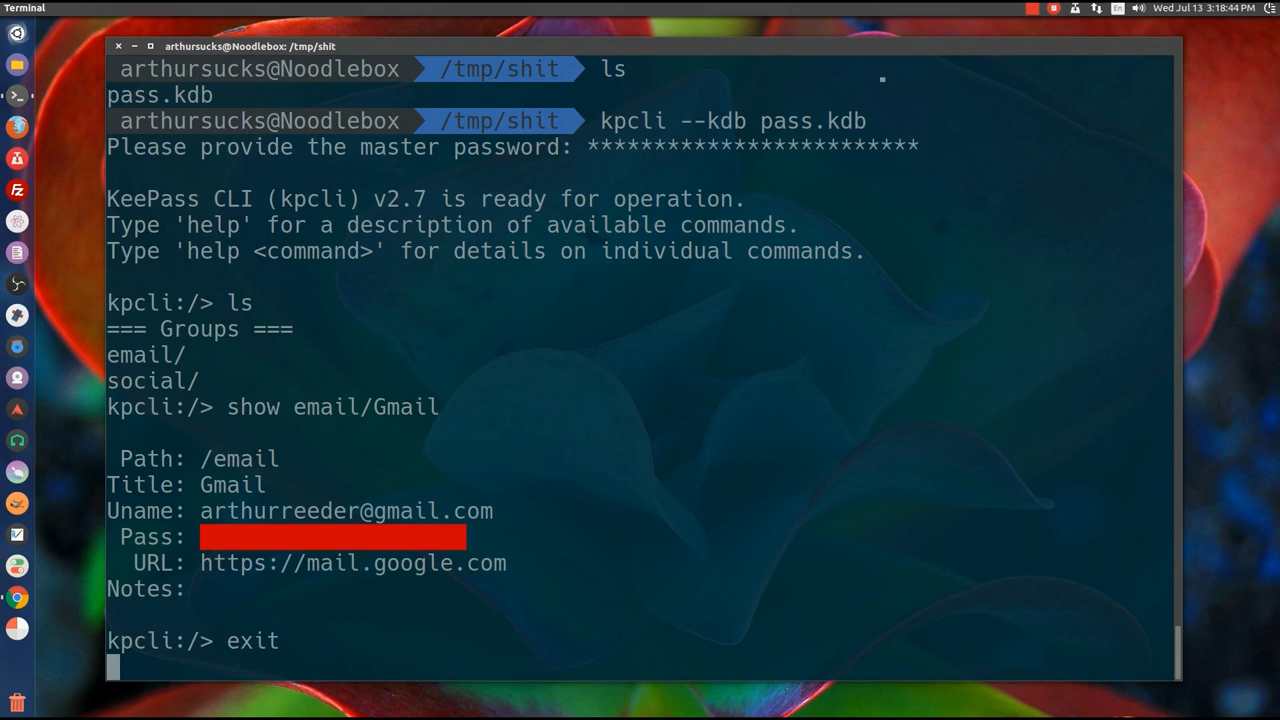 Terminal
En
Wed Jul 13 3:18:44 PM
arthursucks@Noodlebox: /tmp/shit
arthursucks@Noodlebox /tmp/shit ls
pass.kdb
arthursucks@Noodlebox /tmp/shit kpcli --kdb pass.kdb
Please provide the master password: *************************
KeePass CLI (kpcli) v2.7 is ready for operation.
Type 'help' for a description of available commands.
Type 'help <command>' for details on individual commands.
kpcli:/> ls
=== Groups ===
email/
social/
kpcli:/> show email/Gmail
Path: /email
Title: Gmail
Uname: arthurreeder@gmail.com
Pass:
URL: https://mail.google.com
Notes:
kpcli:/> exit